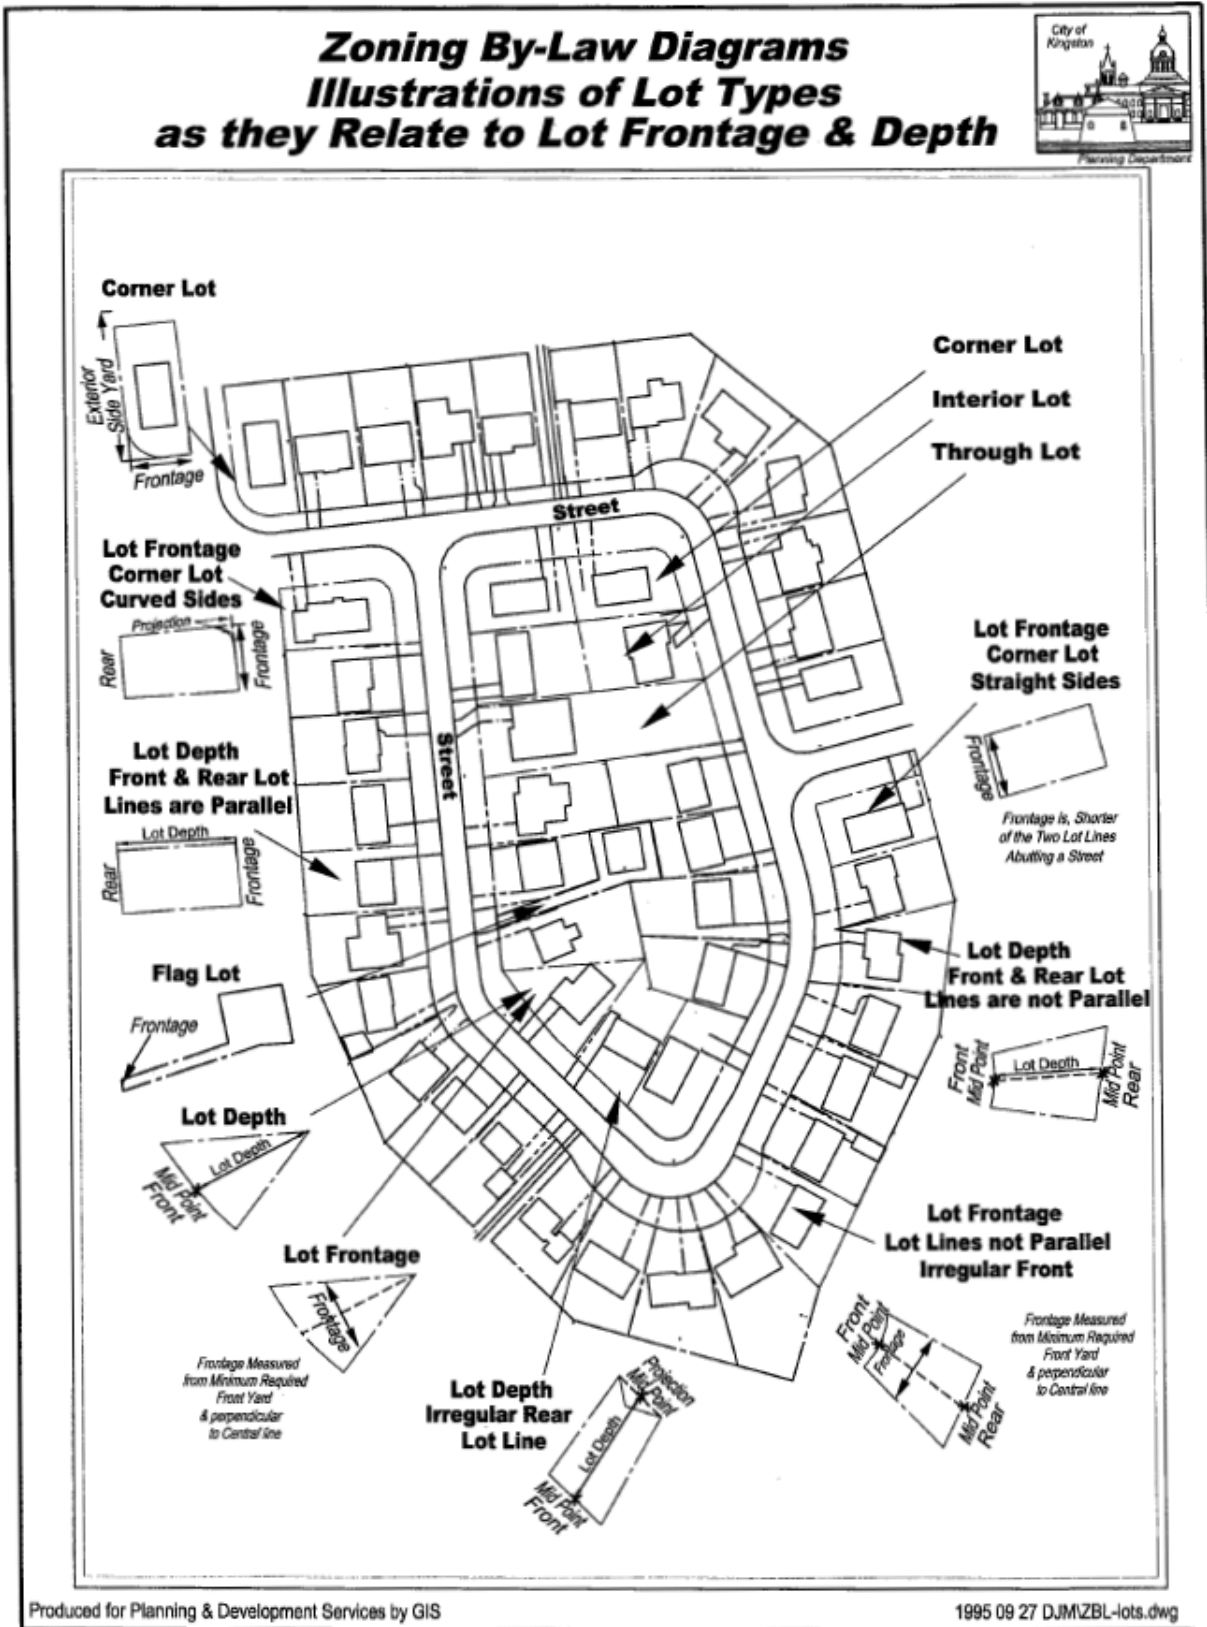 Zoning By-Law Diagrams
Illustrations of Lot Types
as they Relate to Lot Frontage & Depth
City of
Kingston
Planning Department
Corner Lot
Exterior
Side Yard
Frontage
Corner Lot
Interior Lot
Through Lot
Street
Lot Frontage
Corner Lot
Curved Sides
Projection
Rear
Frontage
Lot Frontage
Corner Lot
Straight Sides
Frontage
Frontage is, Shorter
of the Two Lot Lines
Abutting a Street
Street
Lot Depth
Front & Rear Lot
Lines are Parallel
Lot Depth
Rear
Frontage
Lot Depth
Front & Rear Lot
Lines are not Parallel
Front
Mid Point
Lot Depth
Mid Point
Rear
Flag Lot
Frontage
Lot Depth
Lot Depth
Mid Point
Front
Lot Frontage
Frontage
Frontage Measured
from Minimum Required
Front Yard
& perpendicular
to Central line
Lot Depth
Irregular Rear
Lot Line
Projection
Mid Point
Lot Depth
Mid Point
Front
Lot Frontage
Lot Lines not Parallel
Irregular Front
Front
Mid Point
Frontage
Mid Point
Rear
Frontage Measured
from Minimum Required
Front Yard
& perpendicular
to Central line
Produced for Planning & Development Services by GIS
1995 09 27 DJM\ZBL-lots.dwg